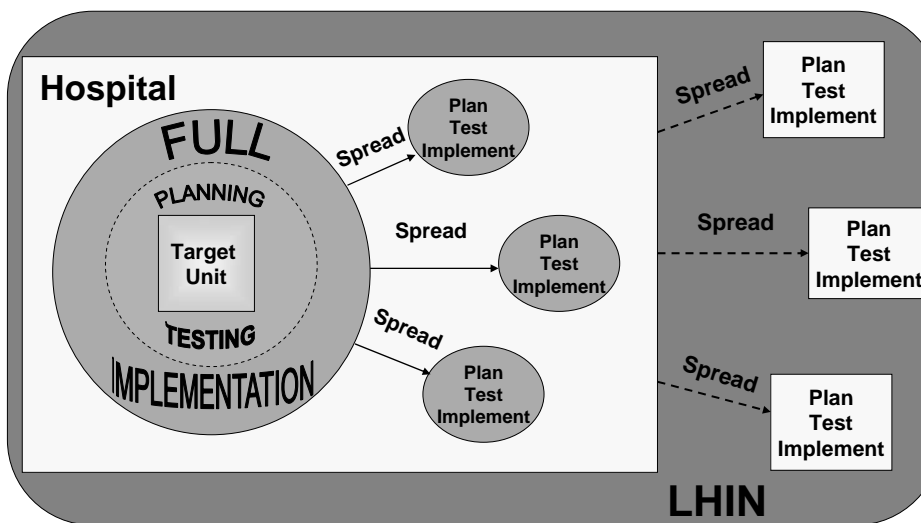 Hospital
FULL
PLANNING
Target
Unit
TESTING
IMPLEMENTATION
Spread
Plan
Test
Implement
Spread
Plan
Test
Implement
Spread
Plan
Test
Implement
Spread
Plan
Test
Implement
Spread
Plan
Test
Implement
Spread
Plan
Test
Implement
LHIN